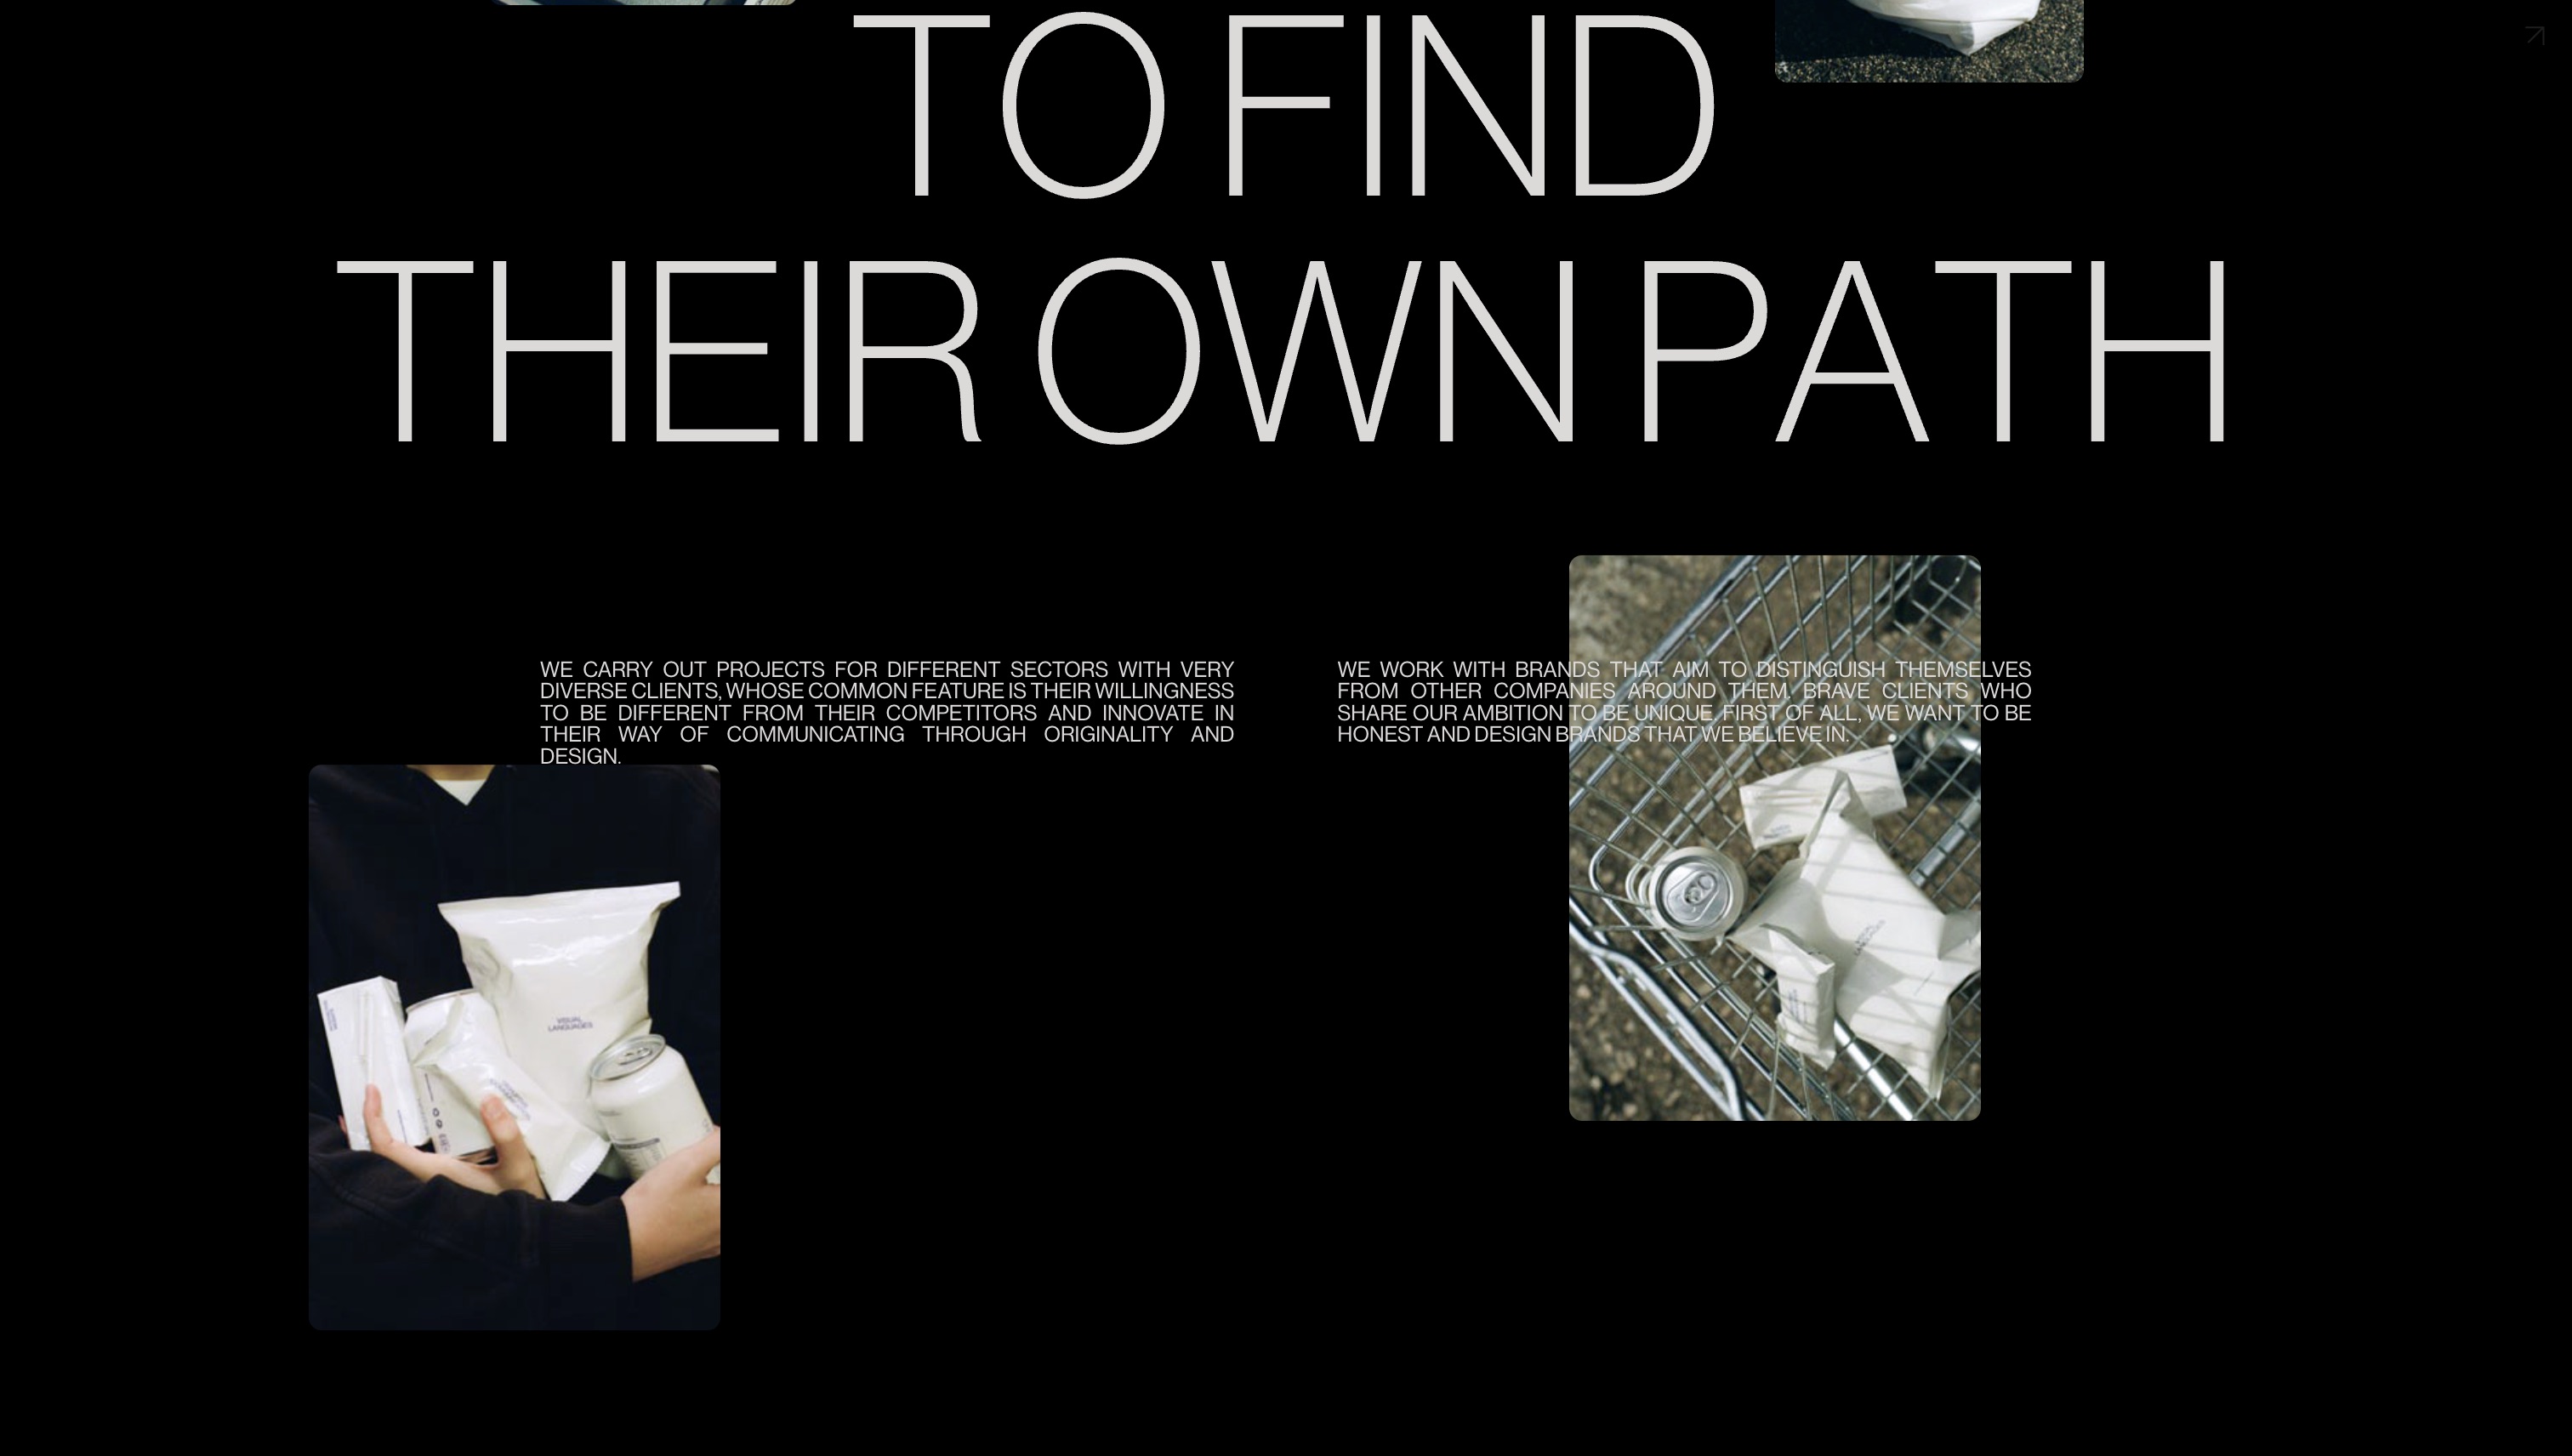 TO FIND
THEIR OWN PATH
WE CARRY OUT PROJECTS FOR DIFFERENT SECTORS WITH VERY
DIVERSE CLIENTS, WHOSE COMMON FEATURE IS THEIR WILLINGNESS
TO BE DIFFERENT FROM THEIR COMPETITORS AND INNOVATE IN
THEIR WAY OF COMMUNICATING THROUGH ORIGINALITY AND
DESIGN.
WE WORK WITH BRANDS THAT AIM TO DISTINGUISH THEMSELVES
FROM OTHER COMPANIES AROUND THEM. BRAVE CLIENTS WHO
SHARE OUR AMBITION TO BE UNIQUE. FIRST OF ALL, WE WANT TO BE
HONEST AND DESIGN BRANDS THAT WE BELIEVE IN.
VISUAL
LANGUAGES